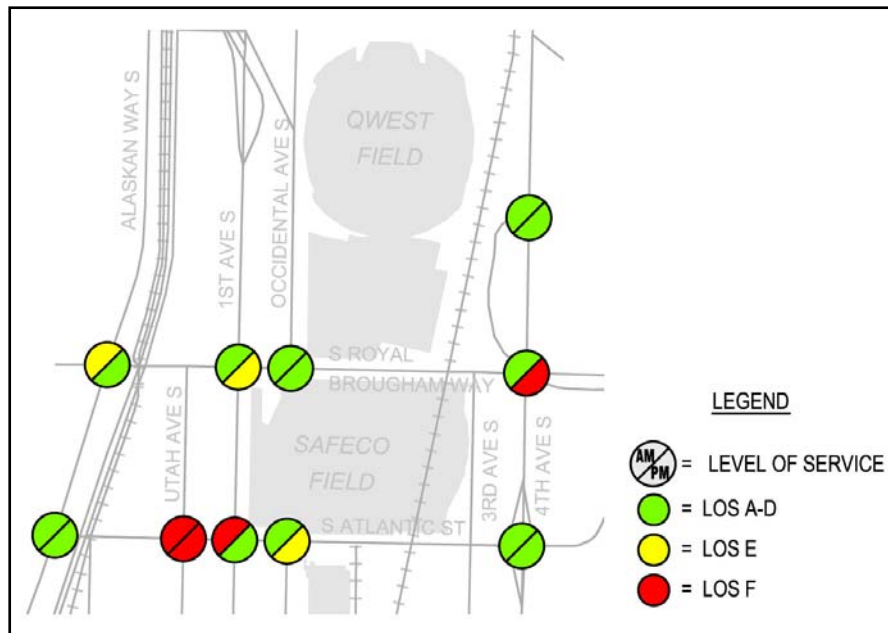 ALASKAN WAY S
1ST AVE S
OCCIDENTAL AVE S
QWEST
FIELD
S ROYAL
BROUGHAM WAY
UTAH AVE S
SAFECO
FIELD
3RD AVE S
4TH AVE S
S ATLANTIC ST
LEGEND
AM
PM
= LEVEL OF SERVICE
= LOS A-D
= LOS E
= LOS F